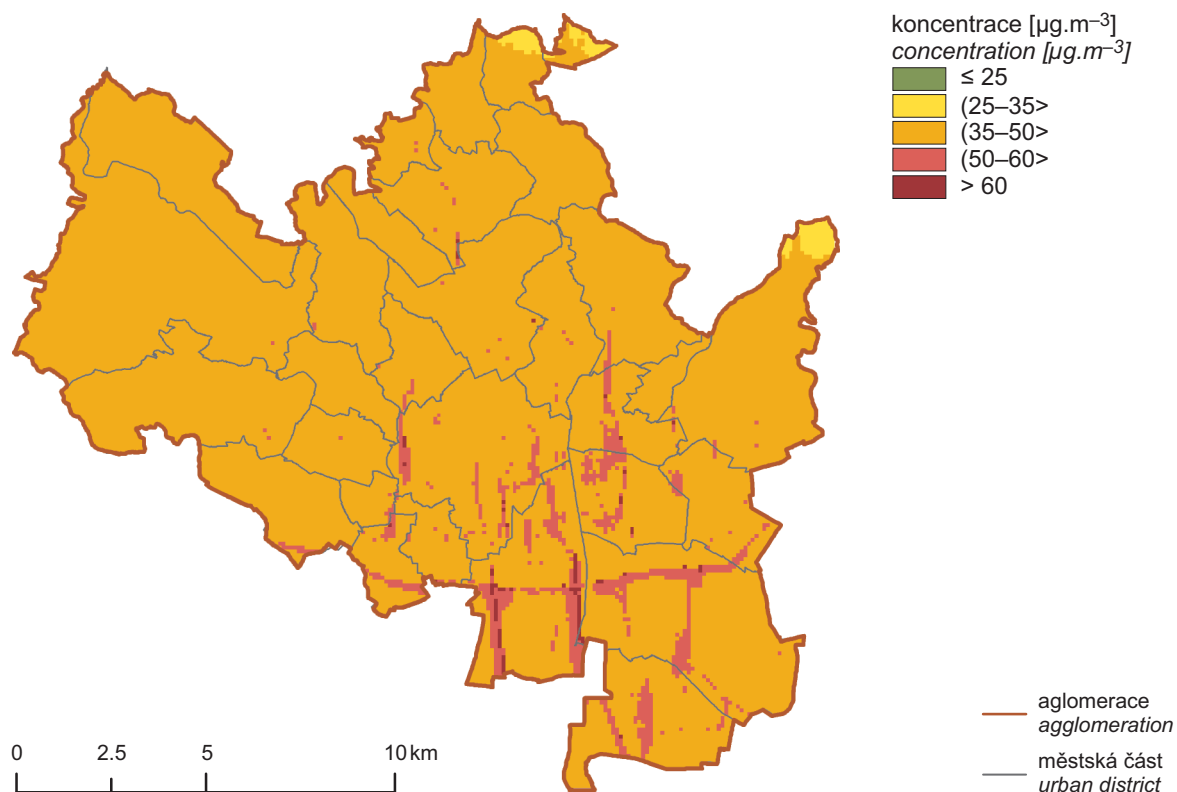 koncentrace [µg.m–3]
concentration [µg.m–3]
≤ 25
(25–35>
(35–50>
(50–60>
> 60
aglomerace
agglomeration
městská část
urban district
0 2.5 5 10 km